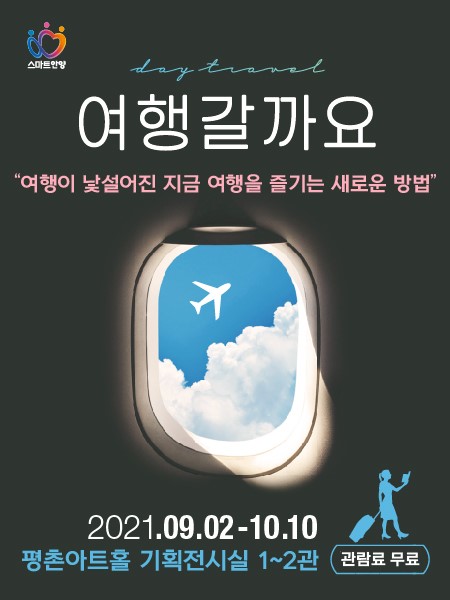 스마트안양
day travel
여행갈까요
“여행이 낯설어진 지금 여행을 즐기는 새로운 방법”
2021.09.02-10.10
평촌아트홀 기획전시실 1~2관
관람료 무료